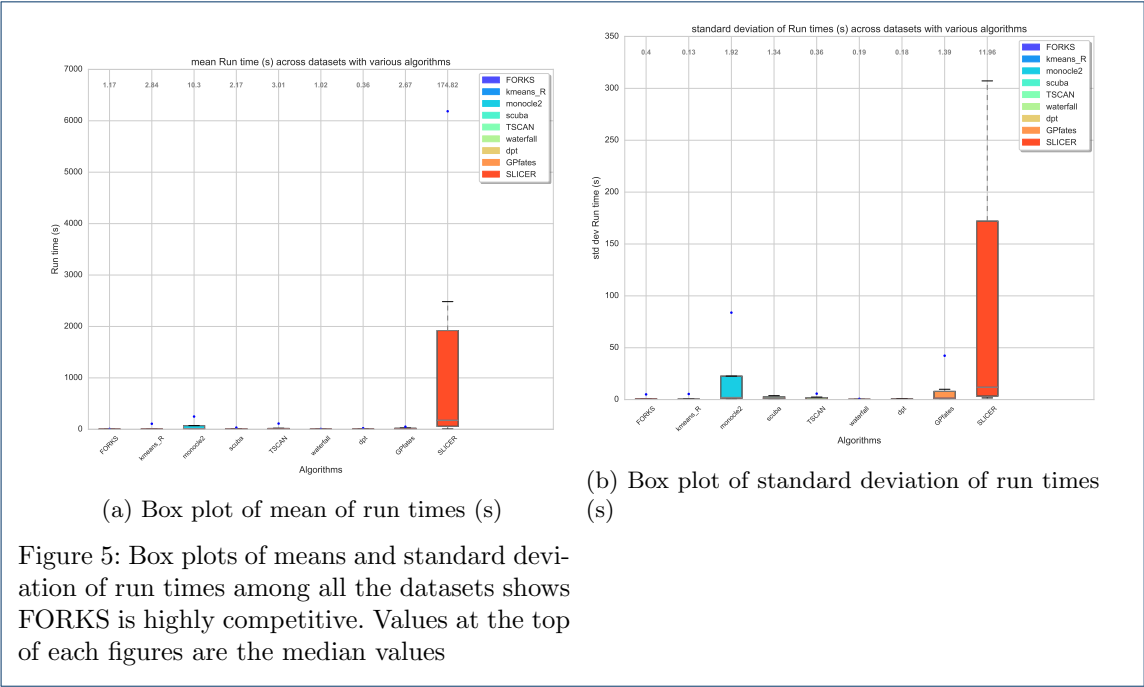 mean Run time (s) across datasets with various algorithms
7000
6000
5000
4000
3000
2000
1000
0
Run time (s)
1.17 2.84 10.3 2.17 3.01 1.02 0.36 2.67 174.82
FORKS
kmeans_R
monocle2
scuba
TSCAN
waterfall
dpt
GPfates
SLICER
FORKS kmeans_R monocle2 scuba TSCAN waterfall dpt GPfates SLICER
Algorithms
(a) Box plot of mean of run times (s)
standard deviation of Run times (s) across datasets with various algorithms
350
300
250
200
150
100
50
0
std dev Run time (s)
0.4 0.13 1.92 1.34 0.36 0.19 0.18 1.39 11.96
FORKS
kmeans_R
monocle2
scuba
TSCAN
waterfall
dpt
GPfates
SLICER
FORKS kmeans_R monocle2 scuba TSCAN waterfall dpt GPfates SLICER
Algorithms
(b) Box plot of standard deviation of run times
(s)
Figure 5: Box plots of means and standard devi-
ation of run times among all the datasets shows
FORKS is highly competitive. Values at the top
of each figures are the median values